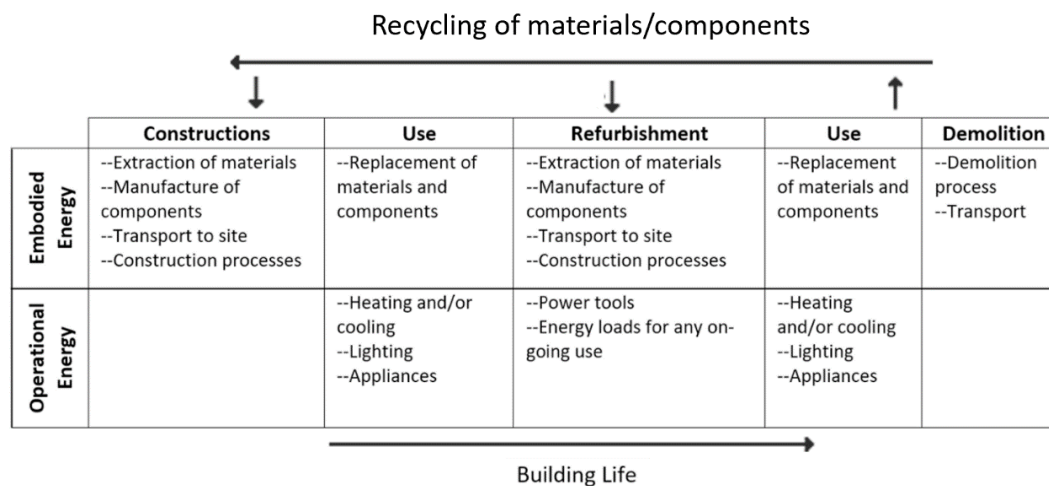 Recycling of materials/components
Constructions
Use
Refurbishment
Use
Demolition
Embodied
Energy
--Extraction of materials
--Manufacture of
components
--Transport to site
--Construction processes
--Replacement of
materials and
components
--Extraction of materials
--Manufacture of
components
--Transport to site
--Construction processes
--Replacement
of materials and
components
--Demolition
process
--Transport
Operational
Energy
--Heating and/or
cooling
--Lighting
--Appliances
--Power tools
--Energy loads for any on-
going use
--Heating
and/or cooling
--Lighting
--Appliances
Building Life